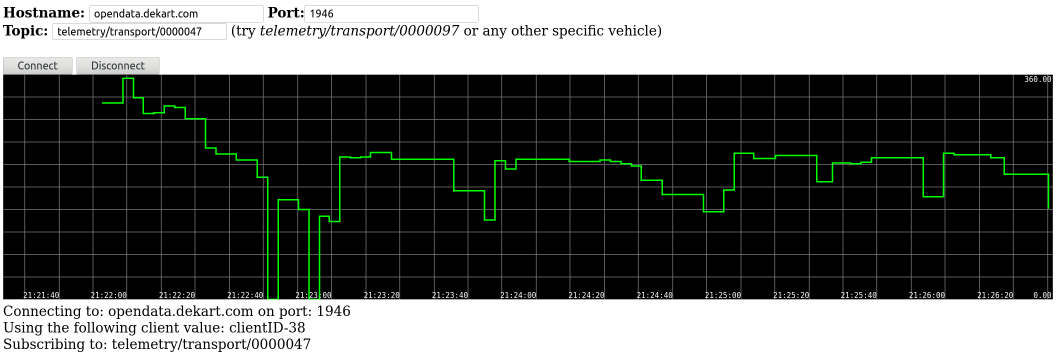 Hostname: opendata.dekart.com Port: 1946
Topic: telemetry/transport/0000047 (try telemetry/transport/0000097 or any other specific vehicle)
Connect Disconnect
360.00
21:21:40 21:22:00 21:22:20 21:22:40 21:23:00 21:23:20 21:23:40 21:24:00 21:24:20 21:24:40 21:25:00 21:25:20 21:25:40 21:26:00 21:26:20 0.00
Connecting to: opendata.dekart.com on port: 1946
Using the following client value: clientID-38
Subscribing to: telemetry/transport/0000047